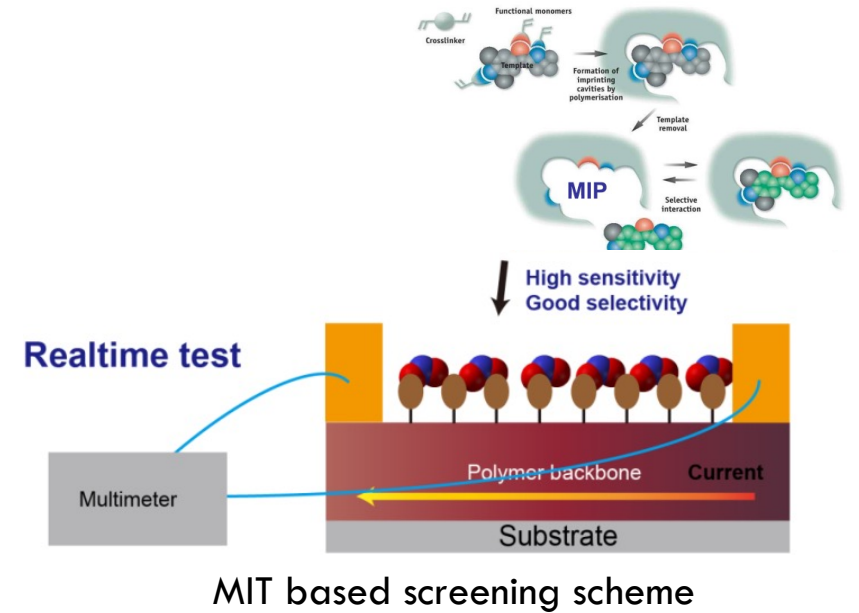 Functional monomers
Crosslinker
Template
Formation of
imprinting
cavities by
polymerisation
Template
removal
MIP
Selective
interaction
High sensitivity
Good selectivity
Realtime test
Multimeter
Polymer backbone
Current
Substrate
MIT based screening scheme